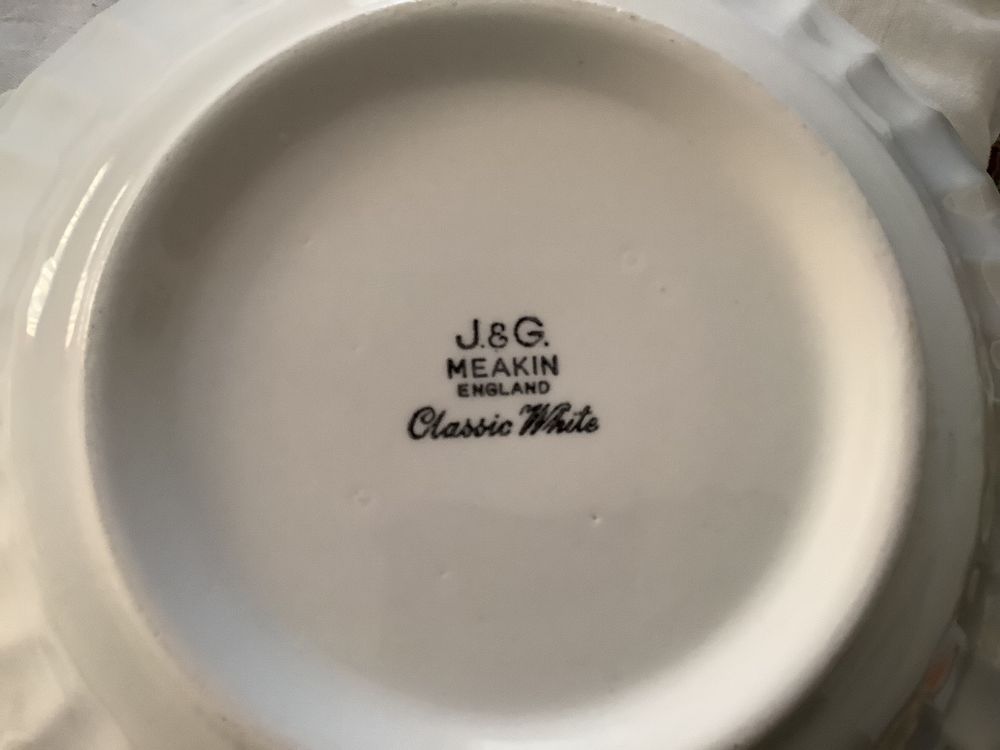 J.&G.
MEAKIN
ENGLAND
Classic White